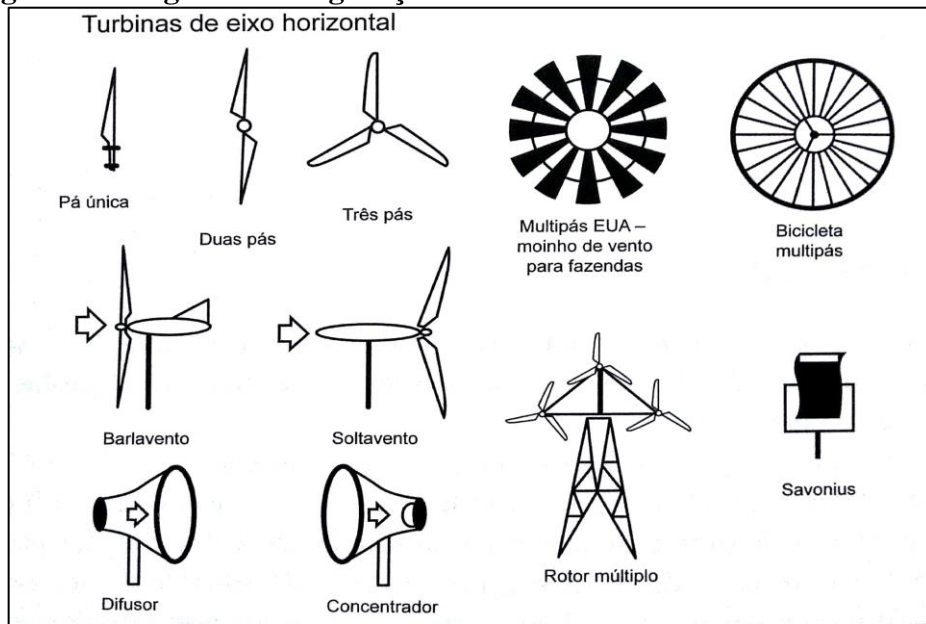 Turbinas de eixo horizontal
Pá única
Duas pás
Três pás
Multipás EUA –
moinho de vento
para fazendas
Bicicleta
multipás
Barlavento
Soltavento
Rotor múltiplo
Savonius
Difusor
Concentrador